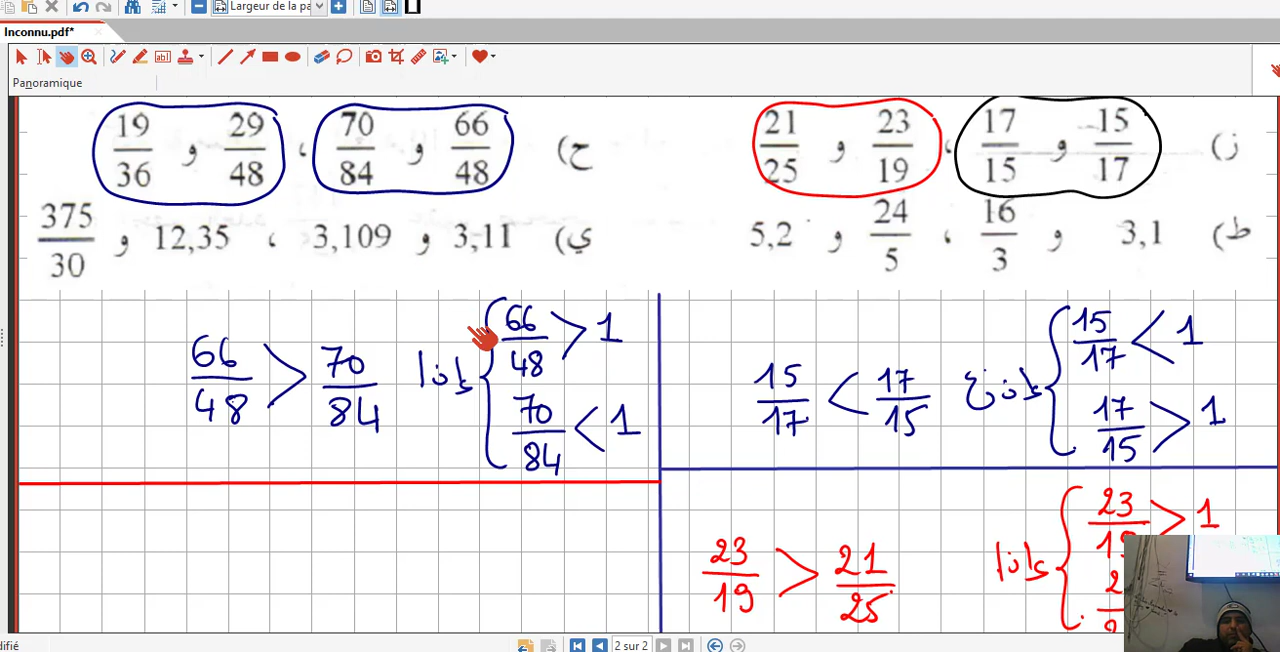 Largeur de la pa
Inconnu.pdf*
Panoramique
ز) 15/17 و 17/15 ، 23/19 و 21/25
ح) 66/48 و 70/84 ، 29/48 و 19/36
ط) 3,1 و 16/3 ، 24/5 و 5,2
ي) 3,11 و 3,109 ، 12,35 و 375/30
15/17 < 1
17/15 > 1
15/17 < 17/15
66/48 > 1
70/84 < 1
اذا
66/48 > 70/84
23/19 > 1
اذا
23/19 > 21/25
2 sur 2
difié